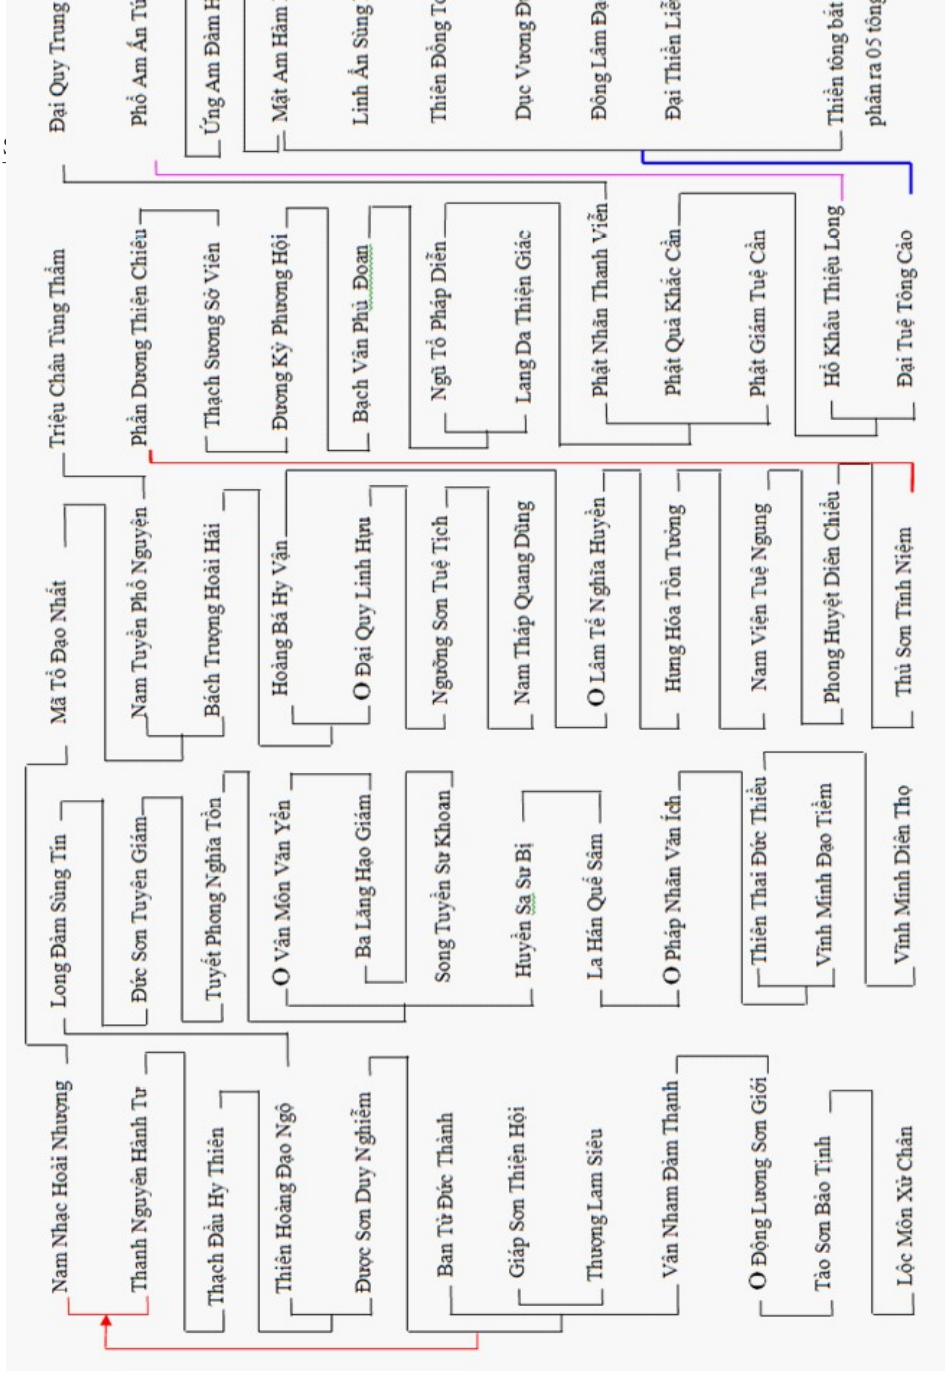 Nam Nhạc Hoài Nhượng
Thanh Nguyên Hành Tư
Thạch Đầu Hy Thiên
Thiên Hoàng Đạo Ngộ
Được Sơn Duy Nghiễm
Ban Tử Đức Thành
Giáp Sơn Thiện Hội
Thượng Lam Siêu
Vân Nham Đàm Thạnh
O Động Lương Sơn Giới
Tào Sơn Bảo Tịnh
Lộc Môn Xử Chân
Long Đàm Sùng Tín
Đức Sơn Tuyên Giám
Tuyết Phong Nghĩa Tồn
O Vân Môn Văn Yển
Ba Lăng Hạo Giám
Song Tuyền Sư Khoan
Huyền Sa Sư Bị
La Hán Quế Sâm
O Pháp Nhãn Văn Ích
Thiên Thai Đức Thiều
Vĩnh Minh Đạo Tiềm
Vĩnh Minh Diên Thọ
Mã Tổ Đạo Nhất
Nam Tuyền Phổ Nguyện
Bách Trượng Hoài Hải
Hoàng Bá Hy Vận
O Đại Quy Linh Hựu
Ngưỡng Sơn Tuệ Tịch
Nam Tháp Quang Dũng
O Lâm Tế Nghĩa Huyền
Hưng Hóa Tồn Tưởng
Nam Viện Tuệ Ngung
Phong Huyệt Diên Chiểu
Thủ Sơn Tĩnh Niệm
Triệu Châu Tùng Thẩm
Phần Dương Thiện Chiêu
Thạch Sương Sở Viên
Đương Kỳ Phương Hội
Bạch Vân Phủ Đoan
Ngũ Tổ Pháp Diễn
Lang Da Thiện Giác
Phật Nhãn Thanh Viễn
Phật Quả Khắc Cần
Phật Giám Tuệ Cần
Hổ Khâu Thiệu Long
Đại Tuệ Tông Cảo
Đại Quy Trung
Phổ Am Ấn Tú
Ứng Am Đàm H
Mật Am Hàm
Linh Ẩn Sùng
Thiên Đồng T
Dục Vương Đ
Đông Lâm Đạ
Đại Thiền Liễ
Thiền tông bát
phân ra 05 tông